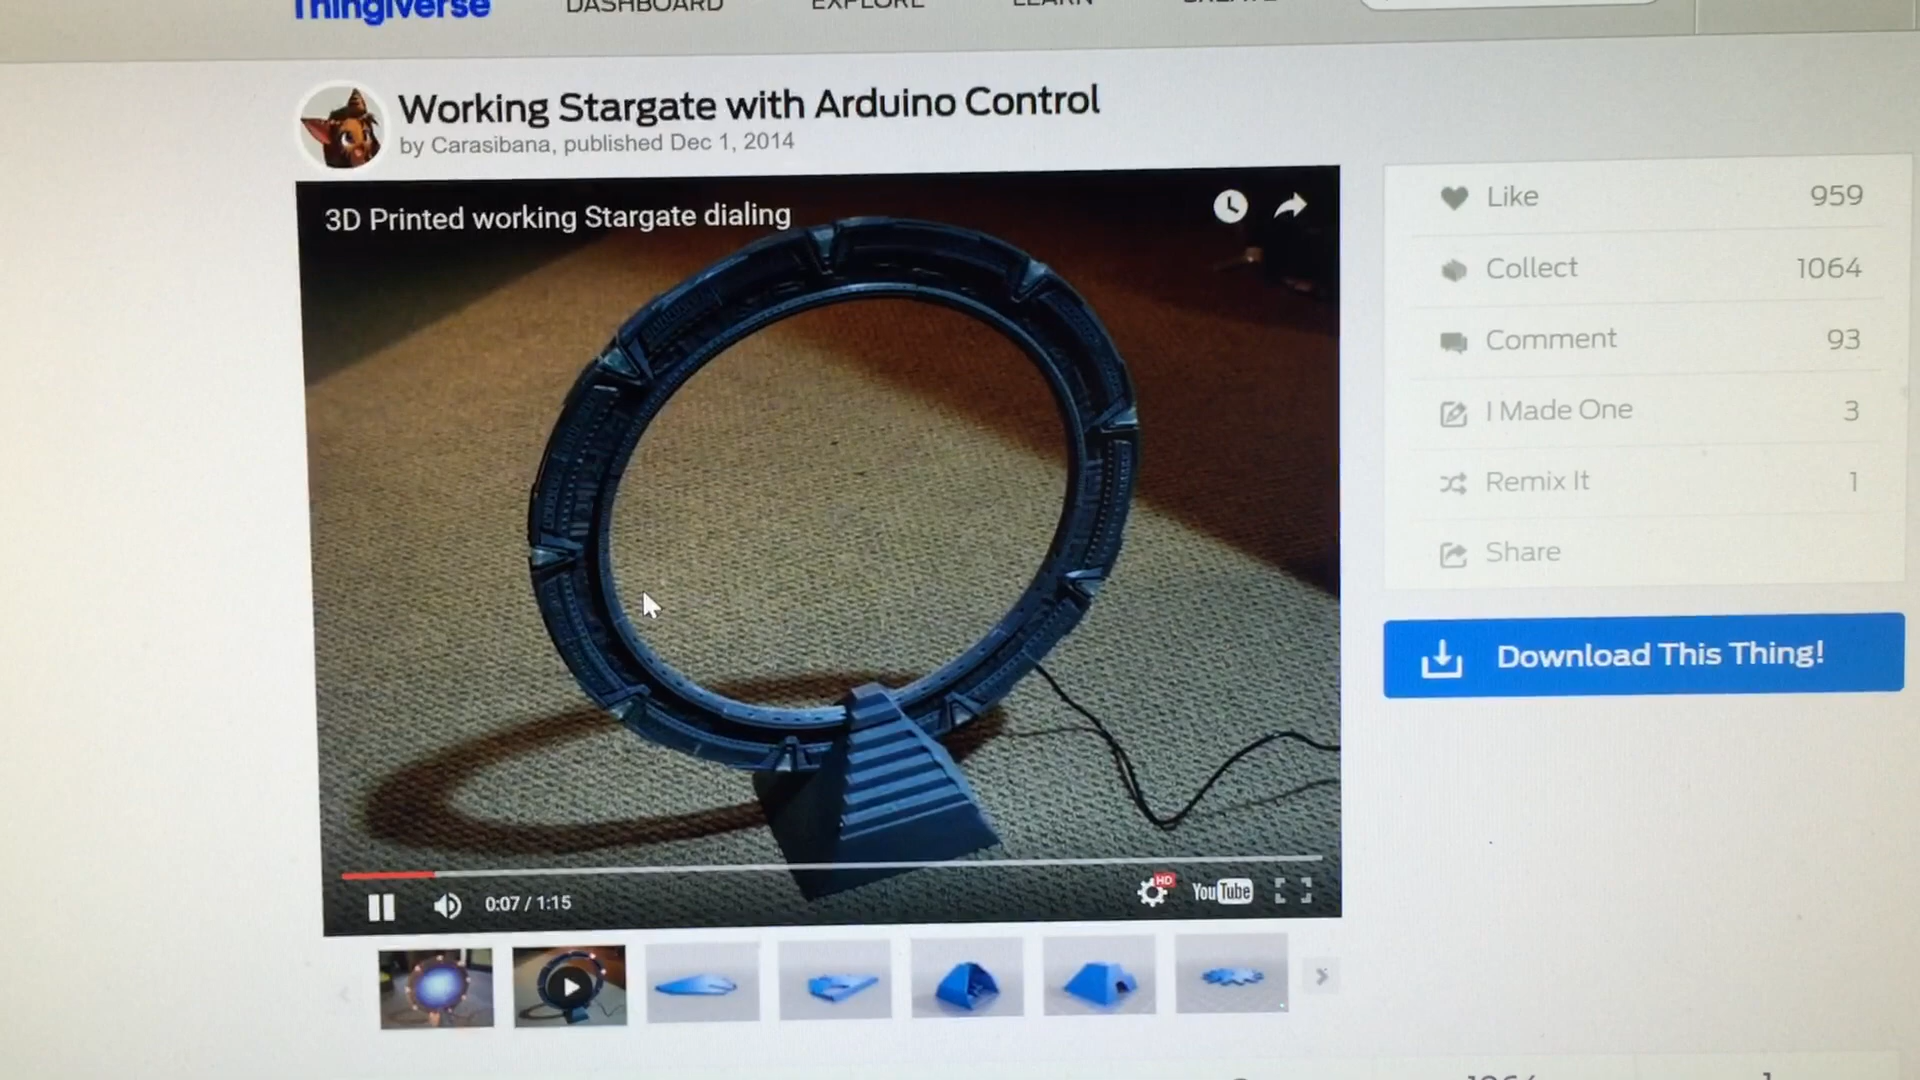 Thingiverse DASHBOARD EXPLORE LEARN CREATE
Working Stargate with Arduino Control
by Carasibana, published Dec 1, 2014
3D Printed working Stargate dialing
Like 959
Collect 1064
Comment 93
I Made One 3
Remix It 1
Share
Download This Thing!
0:07 / 1:15
HD
YouTube